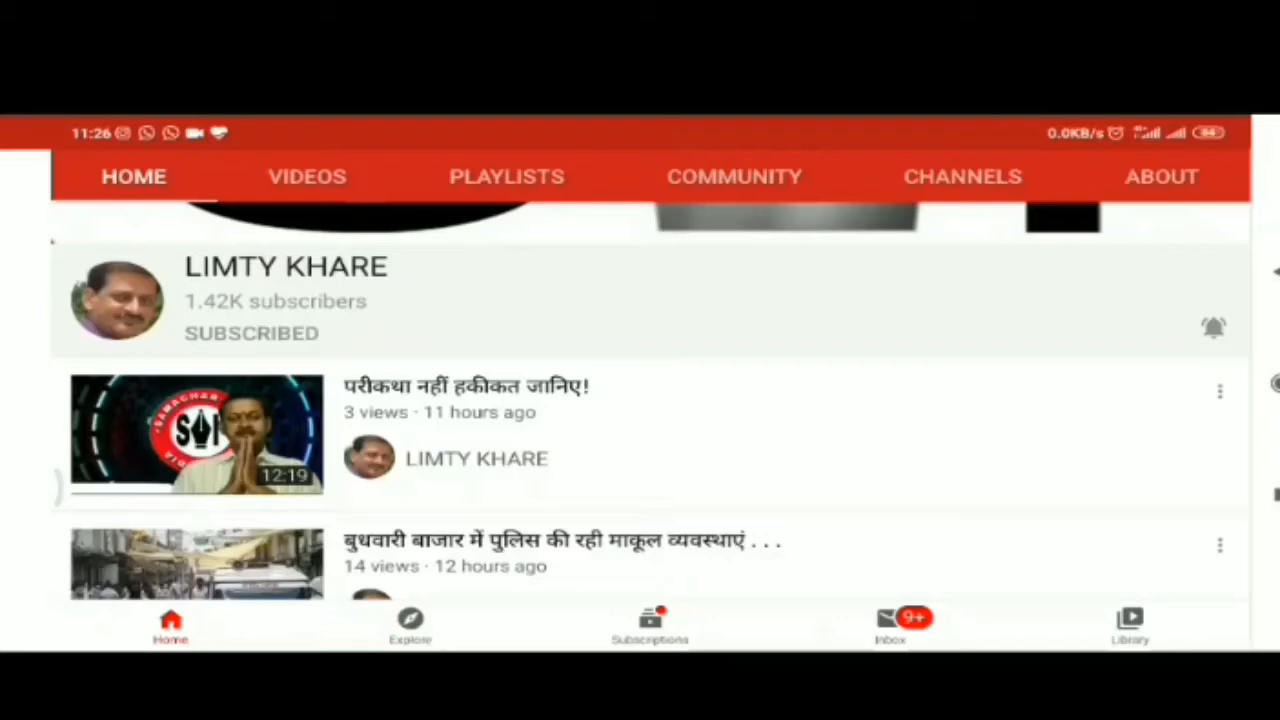 11:26
0.0KB/s 84
HOME VIDEOS PLAYLISTS COMMUNITY CHANNELS ABOUT
LIMTY KHARE
1.42K subscribers
SUBSCRIBED
परीकथा नहीं हकीकत जानिए!
3 views · 11 hours ago
LIMTY KHARE
12:19
बुधवारी बाजार में पुलिस की रही माकूल व्यवस्थाएं . . .
14 views · 12 hours ago
9+
Home Explore Subscriptions Inbox Library